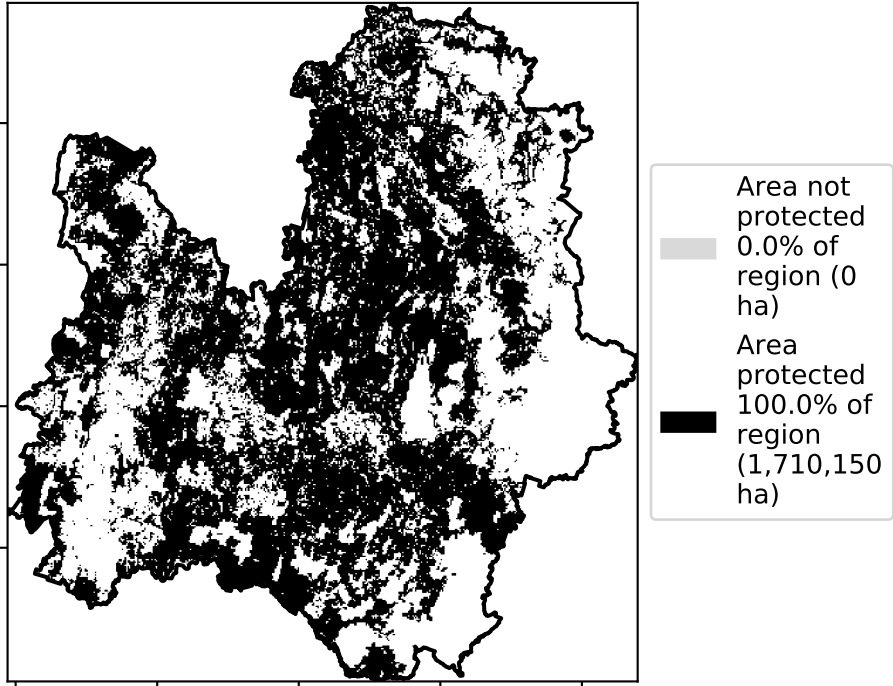 Area not
protected
0.0% of
region (0
ha)
Area
protected
100.0% of
region
(1,710,150
ha)